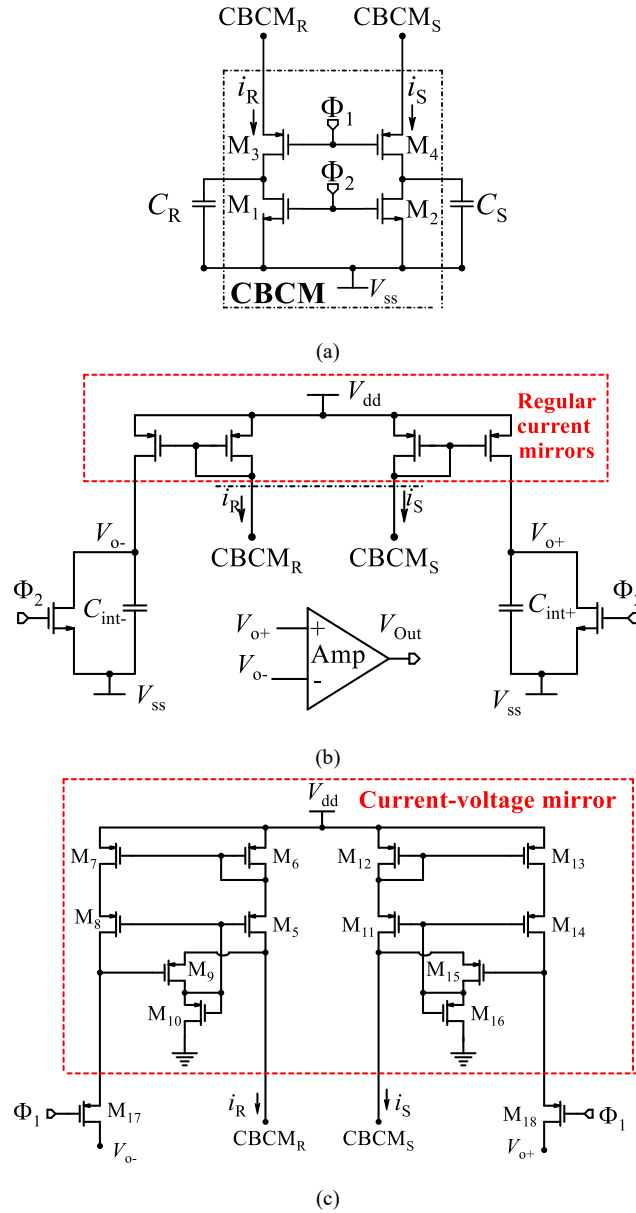 CBCM_R CBCM_S
i_R i_S
Φ_1
M_3 M_4
Φ_2
C_R M_1 M_2 C_S
CBCM V_ss
(a)
V_dd Regular
current
mirrors
i_R i_S
V_o- CBCM_R CBCM_S V_o+
Φ_2 C_int- C_int+
V_o+ + V_Out
Amp
V_o- -
V_ss V_ss
(b)
V_dd Current-voltage mirror
M_7 M_6 M_12 M_13
M_8 M_5 M_11 M_14
M_9 M_15
M_10 M_16
Φ_1 M_17 i_R i_S M_18 Φ_1
V_o- CBCM_R CBCM_S V_o+
(c)